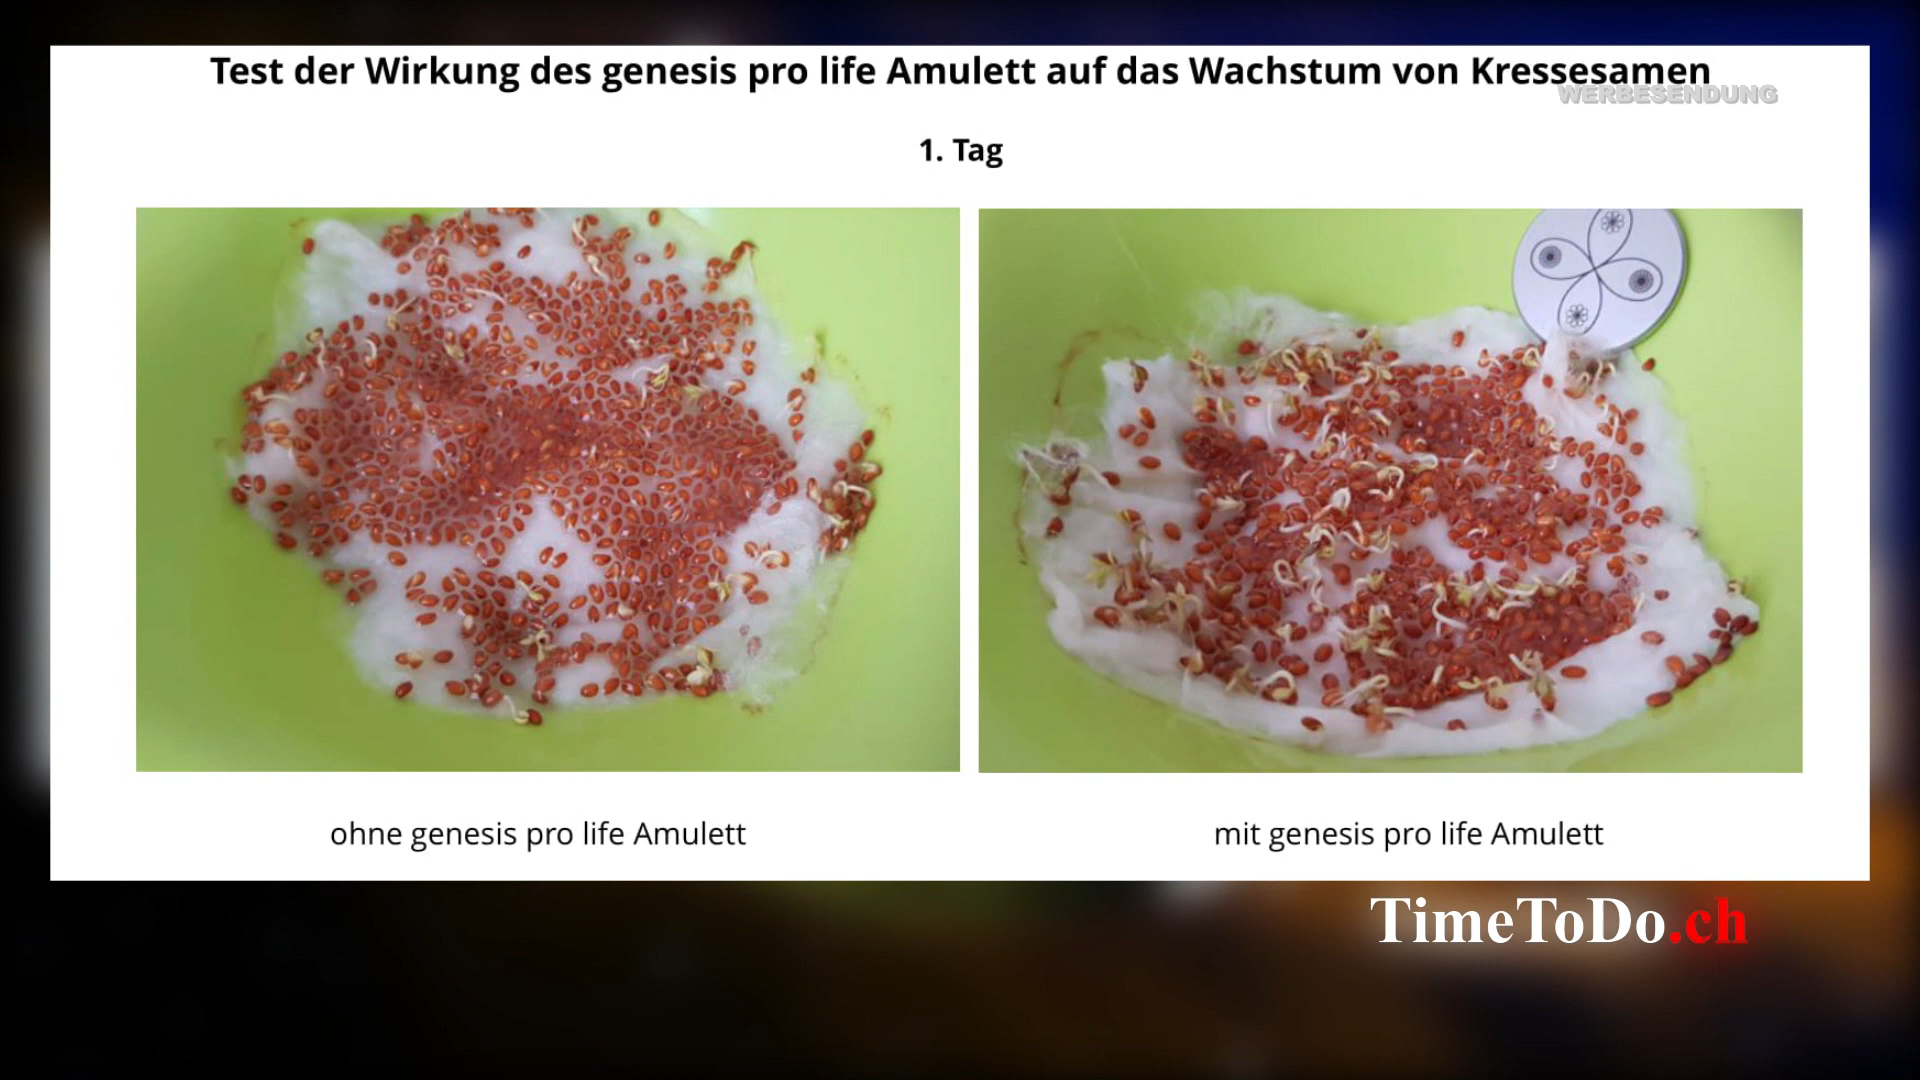 Test der Wirkung des genesis pro life Amulett auf das Wachstum von Kressesamen
WERBESENDUNG
1. Tag
ohne genesis pro life Amulett
mit genesis pro life Amulett
TimeToDo.ch